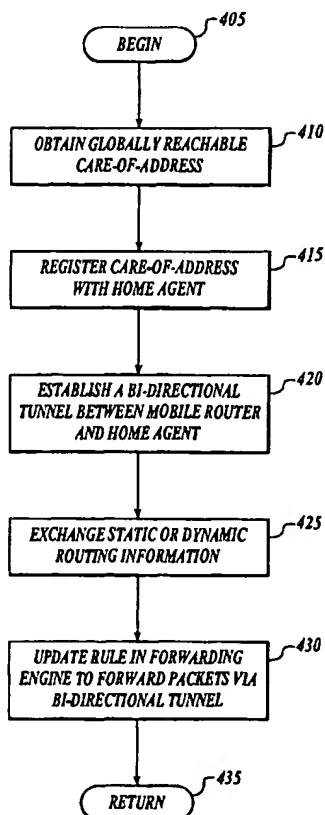 BEGIN
405
OBTAIN GLOBALLY REACHABLE
CARE-OF-ADDRESS
410
REGISTER CARE-OF-ADDRESS
WITH HOME AGENT
415
ESTABLISH A BI-DIRECTIONAL
TUNNEL BETWEEN MOBILE ROUTER
AND HOME AGENT
420
EXCHANGE STATIC OR DYNAMIC
ROUTING INFORMATION
425
UPDATE RULE IN FORWARDING
ENGINE TO FORWARD PACKETS VIA
BI-DIRECTIONAL TUNNEL
430
RETURN
435